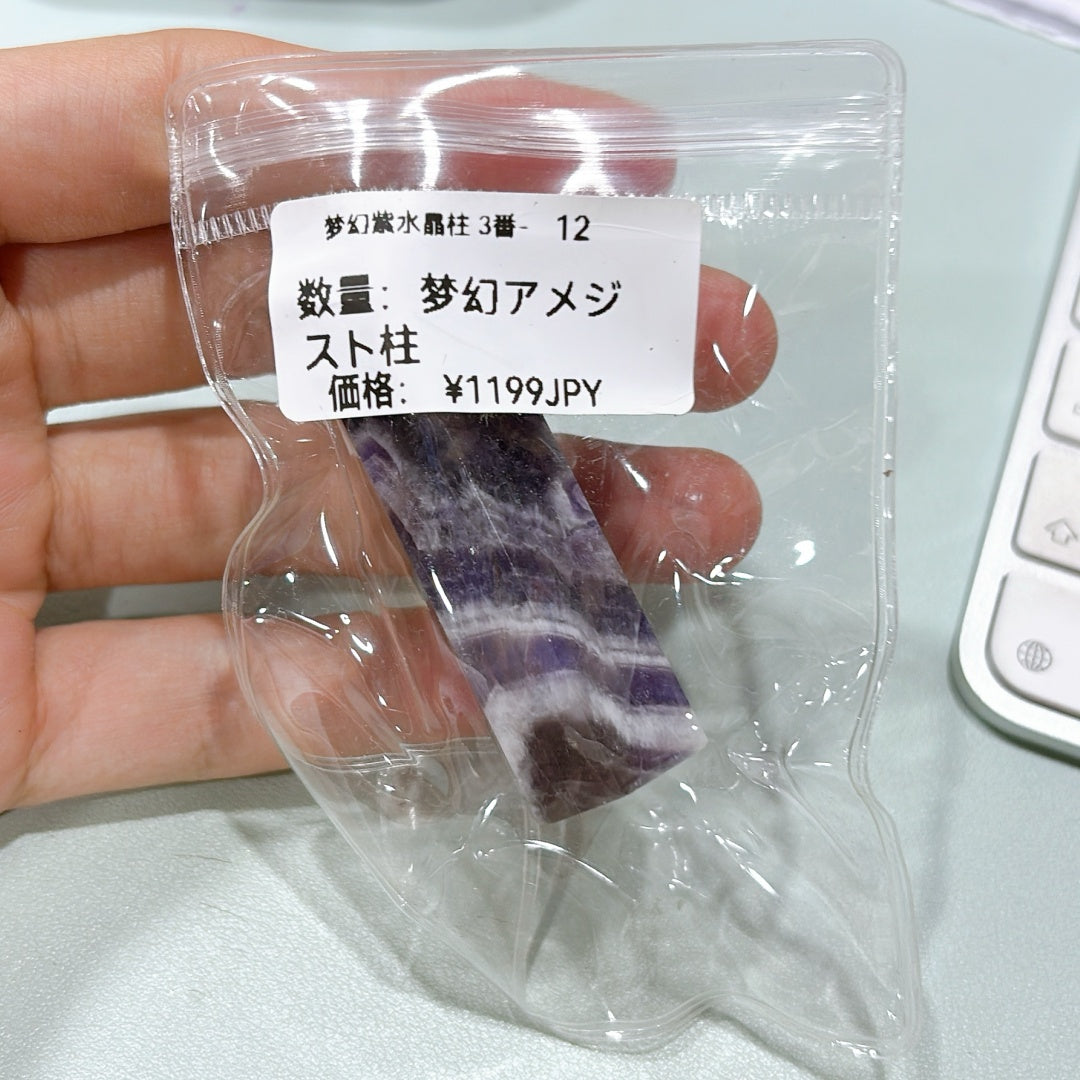 梦幻紫水晶柱 3番- 12
数量: 梦幻アメジ
スト柱
価格: ¥1199JPY